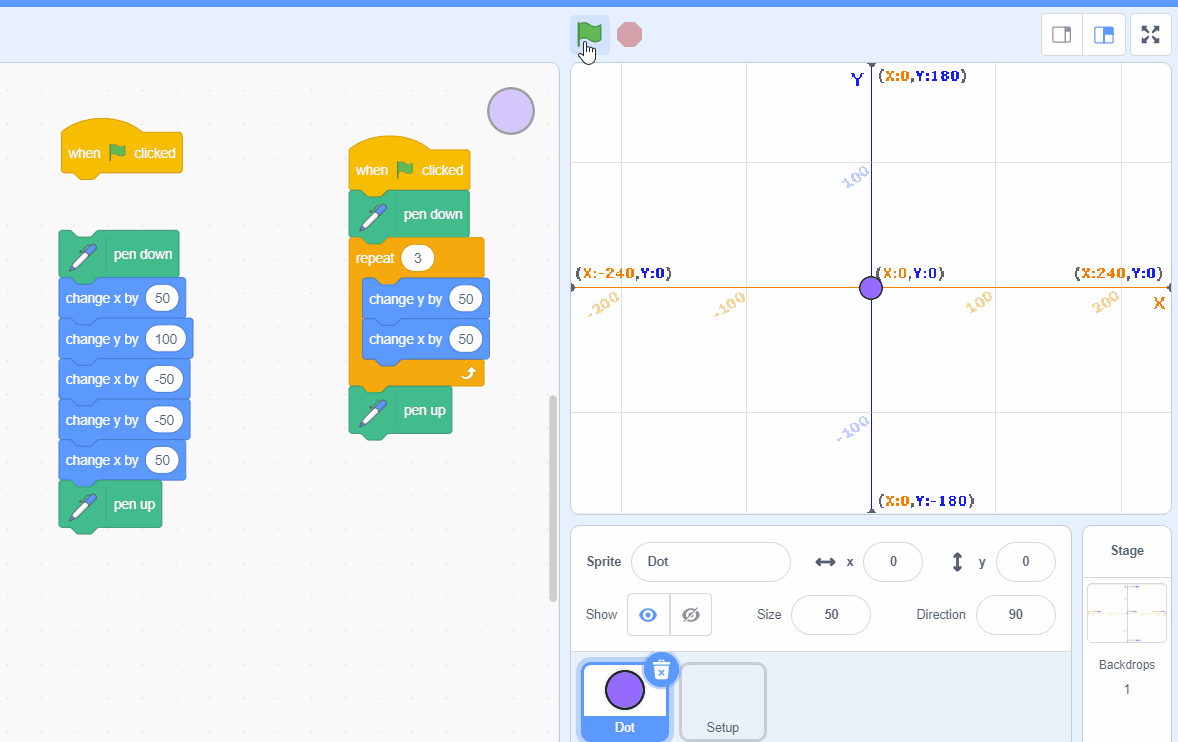 when clicked
pen down
change x by 50
change y by 100
change x by -50
change y by -50
change x by 50
pen up
when clicked
pen down
repeat 3
change y by 50
change x by 50
pen up
Y (X:0,Y:180)
100
(X:-240,Y:0) (X:0,Y:0) (X:240,Y:0)
-200 -100 100 200 X
-100
(X:0,Y:-180)
Sprite Dot x 0 y 0
Show Size 50 Direction 90
Dot
Setup
Stage
Backdrops
1